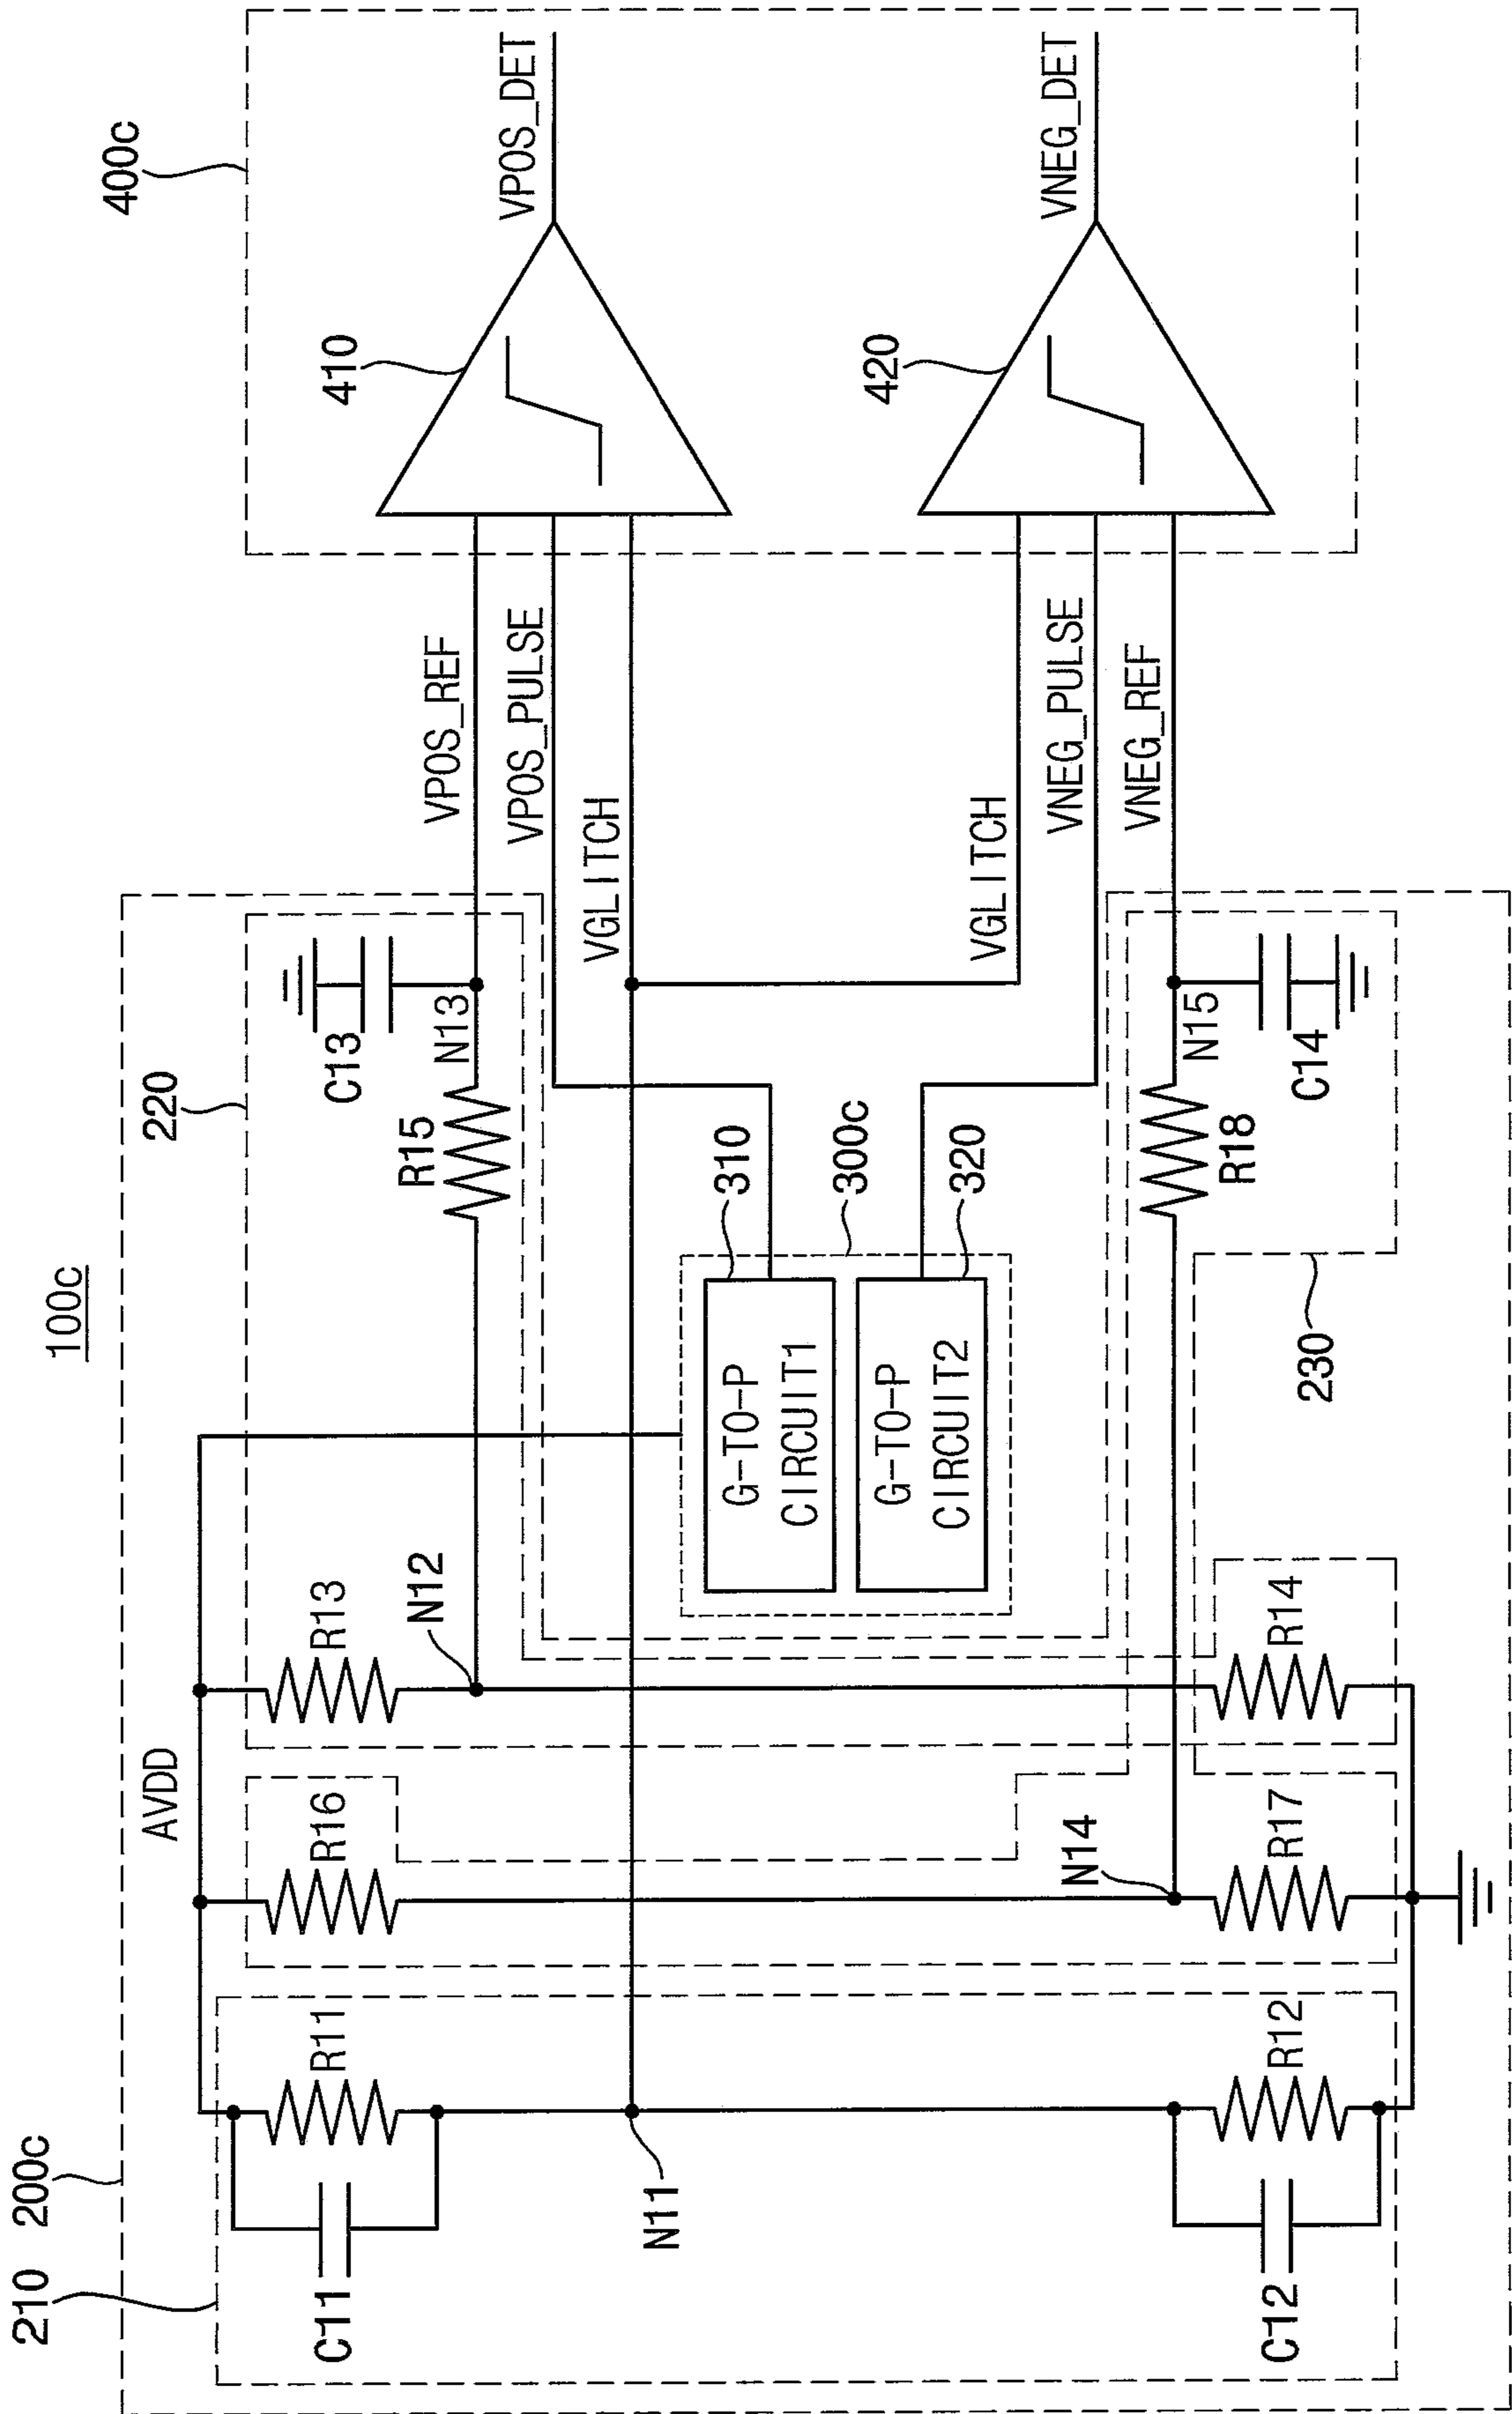 100c
210
200c
220
400c
AVDD
C11
R11
R16
R13
N12
R15
C13
N13
VPOS_REF
VPOS_PULSE
VGLITCH
410
VPOS_DET
N11
G-TO-P
CIRCUIT1
G-TO-P
CIRCUIT2
310
300c
320
VGLITCH
VNEG_PULSE
VNEG_REF
420
VNEG_DET
C12
R12
N14
R17
R14
R18
N15
C14
230